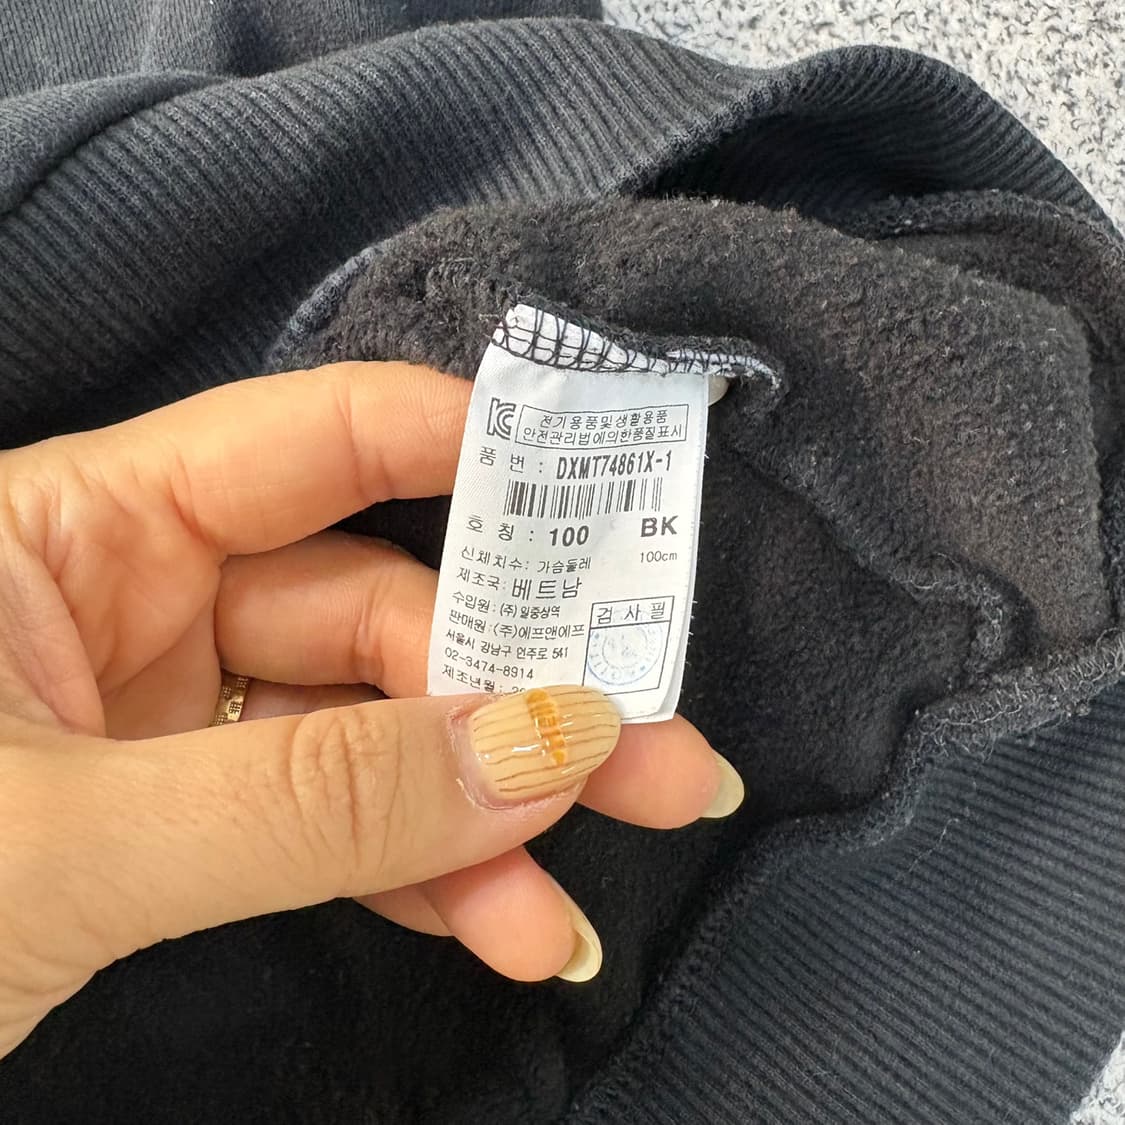 전기용품및생활용품
안전관리법에의한품질표시
품 번 : DXMT74861X-1
호 칭 : 100 BK
신체치수: 가슴둘레 100cm
제조국: 베트남
수입원: (주)일중상역
판매원: (주)에프앤에프
서울시 강남구 언주로 541
02-3474-8914
제조년월:
검 사 필